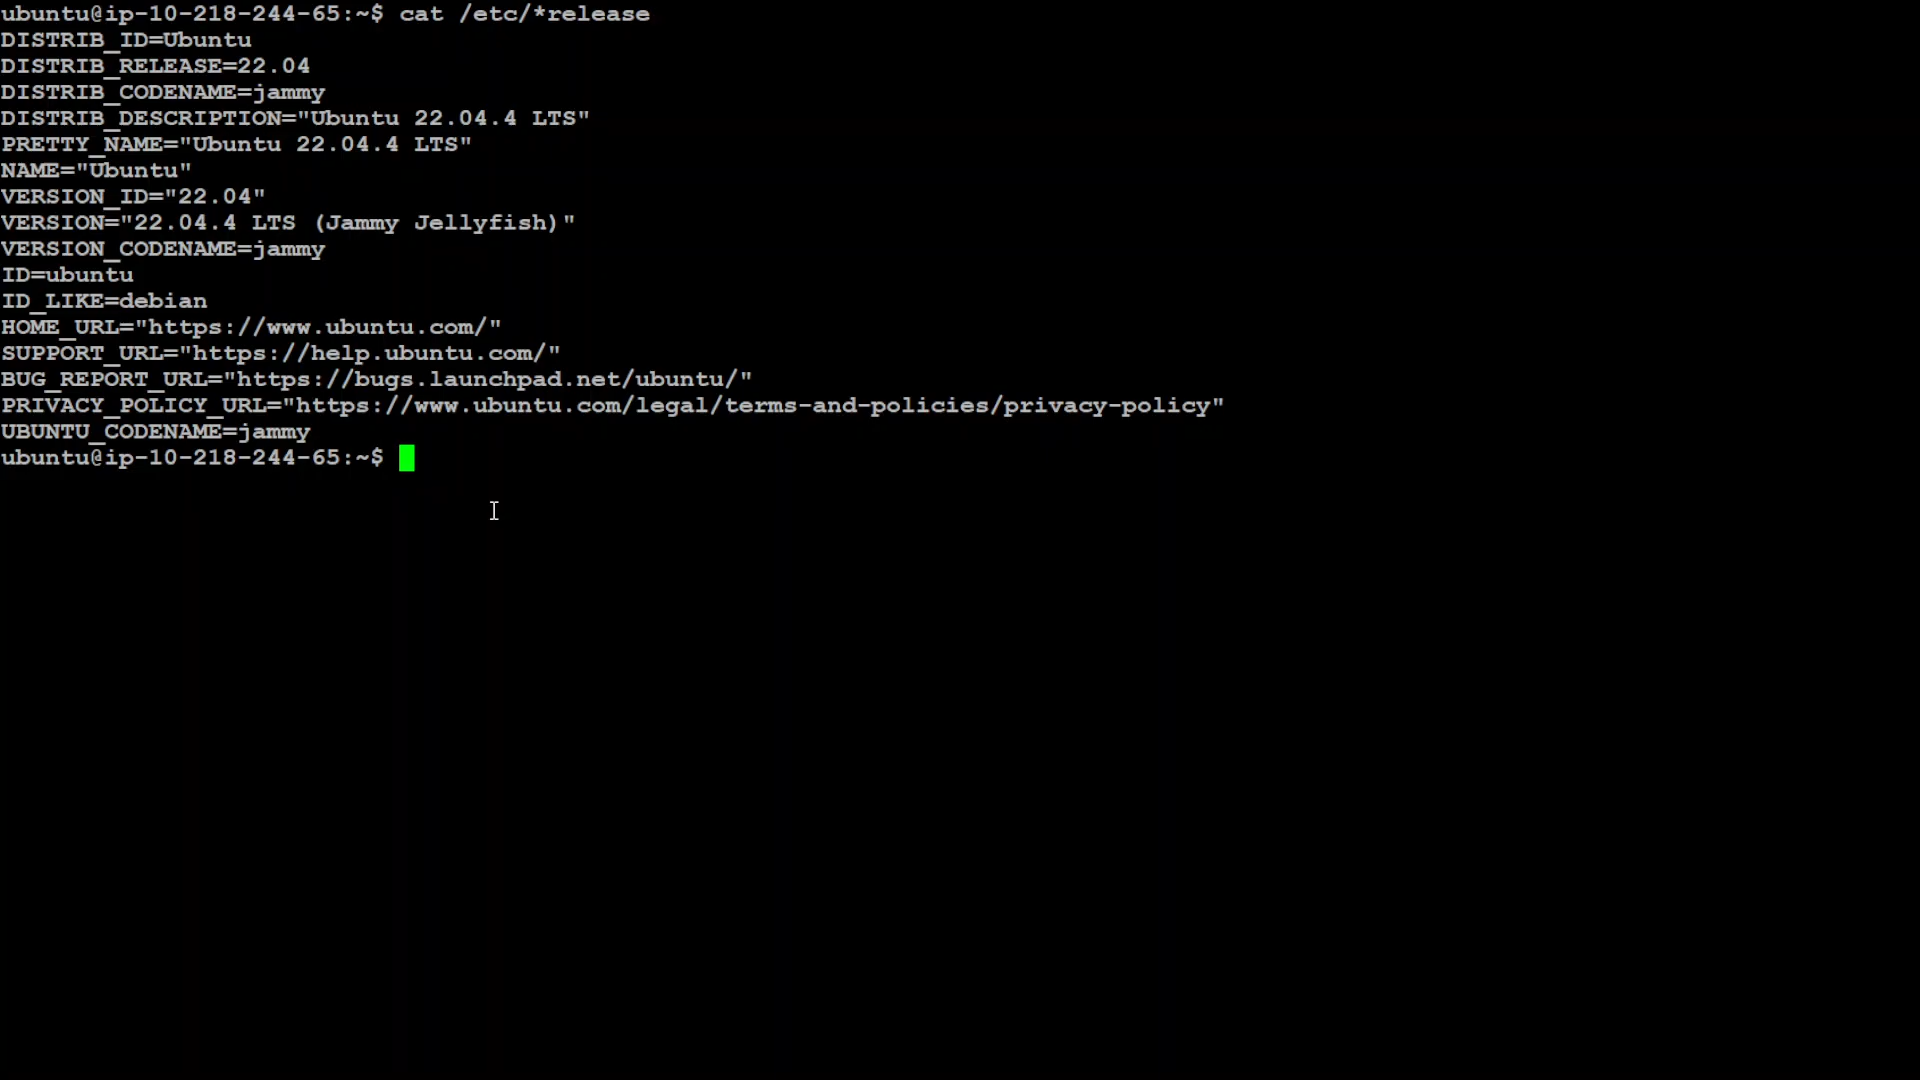 ubuntu@ip-10-218-244-65:~$ cat /etc/*release
DISTRIB_ID=Ubuntu
DISTRIB_RELEASE=22.04
DISTRIB_CODENAME=jammy
DISTRIB_DESCRIPTION="Ubuntu 22.04.4 LTS"
PRETTY_NAME="Ubuntu 22.04.4 LTS"
NAME="Ubuntu"
VERSION_ID="22.04"
VERSION="22.04.4 LTS (Jammy Jellyfish)"
VERSION_CODENAME=jammy
ID=ubuntu
ID_LIKE=debian
HOME_URL="https://www.ubuntu.com/"
SUPPORT_URL="https://help.ubuntu.com/"
BUG_REPORT_URL="https://bugs.launchpad.net/ubuntu/"
PRIVACY_POLICY_URL="https://www.ubuntu.com/legal/terms-and-policies/privacy-policy"
UBUNTU_CODENAME=jammy
ubuntu@ip-10-218-244-65:~$